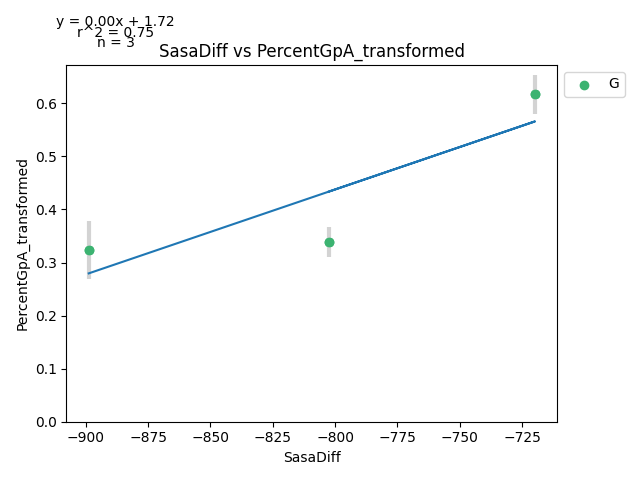 y = 0.00x + 1.72
r^2 = 0.75
n = 3
SasaDiff vs PercentGpA_transformed
G
PercentGpA_transformed
0.6
0.5
0.4
0.3
0.2
0.1
0.0
−900
−875
−850
−825
−800
−775
−750
−725
SasaDiff